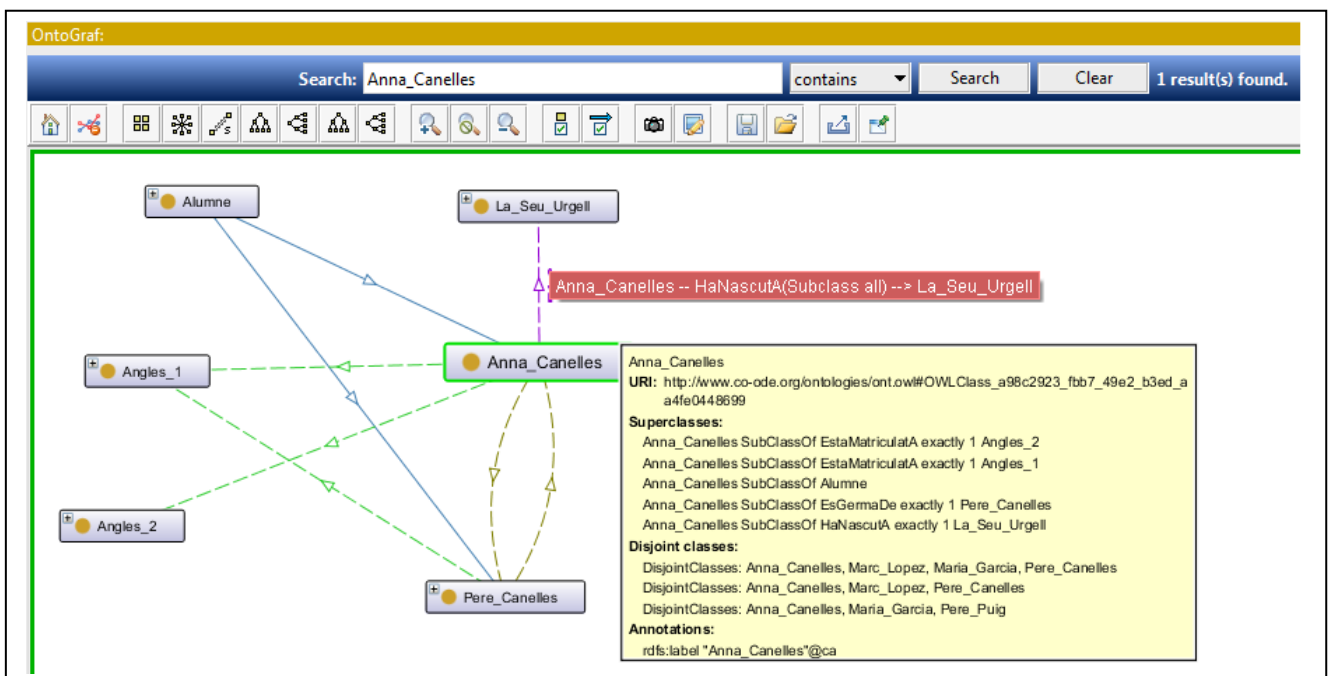 OntoGraf:
Search: Anna_Canelles contains Search Clear 1 result(s) found.
Alumne
La_Seu_Urgell
Anna_Canelles -- HaNascutA(Subclass all) --> La_Seu_Urgell
Anna_Canelles
Angles_1
Angles_2
Pere_Canelles
Anna_Canelles
URI: http://www.co-ode.org/ontologies/ont.owl#OWLClass_a98c2923_fbb7_49e2_b3ed_a
a4fe0448699
Superclasses:
Anna_Canelles SubClassOf EstaMatriculatA exactly 1 Angles_2
Anna_Canelles SubClassOf EstaMatriculatA exactly 1 Angles_1
Anna_Canelles SubClassOf Alumne
Anna_Canelles SubClassOf EsGermaDe exactly 1 Pere_Canelles
Anna_Canelles SubClassOf HaNascutA exactly 1 La_Seu_Urgell
Disjoint classes:
DisjointClasses: Anna_Canelles, Marc_Lopez, Maria_Garcia, Pere_Canelles
DisjointClasses: Anna_Canelles, Marc_Lopez, Pere_Canelles
DisjointClasses: Anna_Canelles, Maria_Garcia, Pere_Puig
Annotations:
rdfs:label "Anna_Canelles"@ca